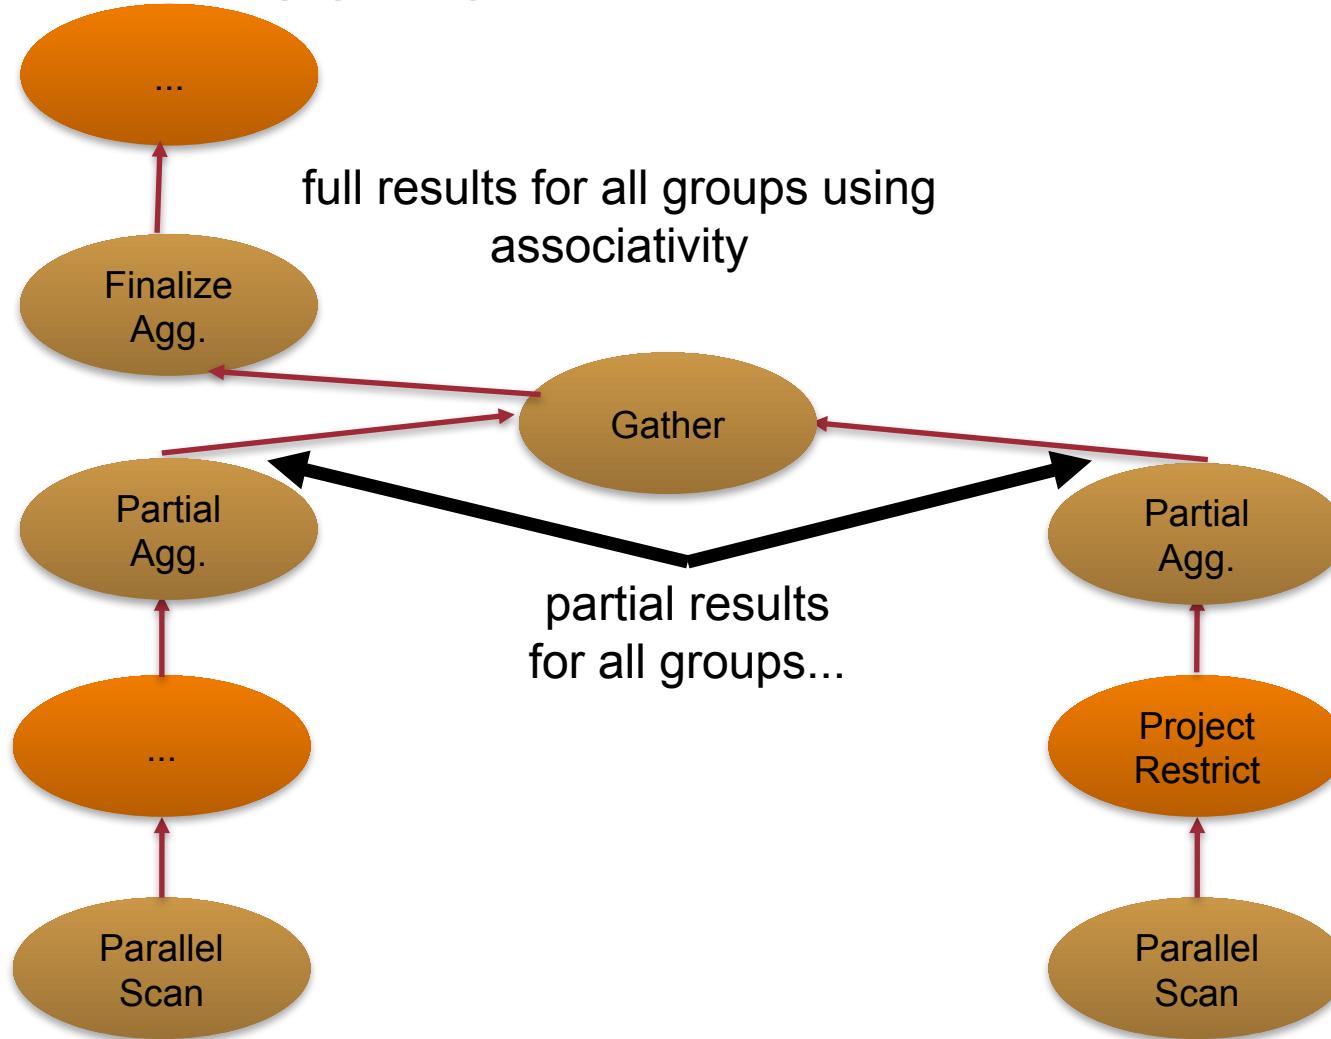 ...
full results for all groups using
associativity
Finalize
Agg.
Gather
Partial
Agg.
Partial
Agg.
partial results
for all groups...
...
Project
Restrict
Parallel
Scan
Parallel
Scan